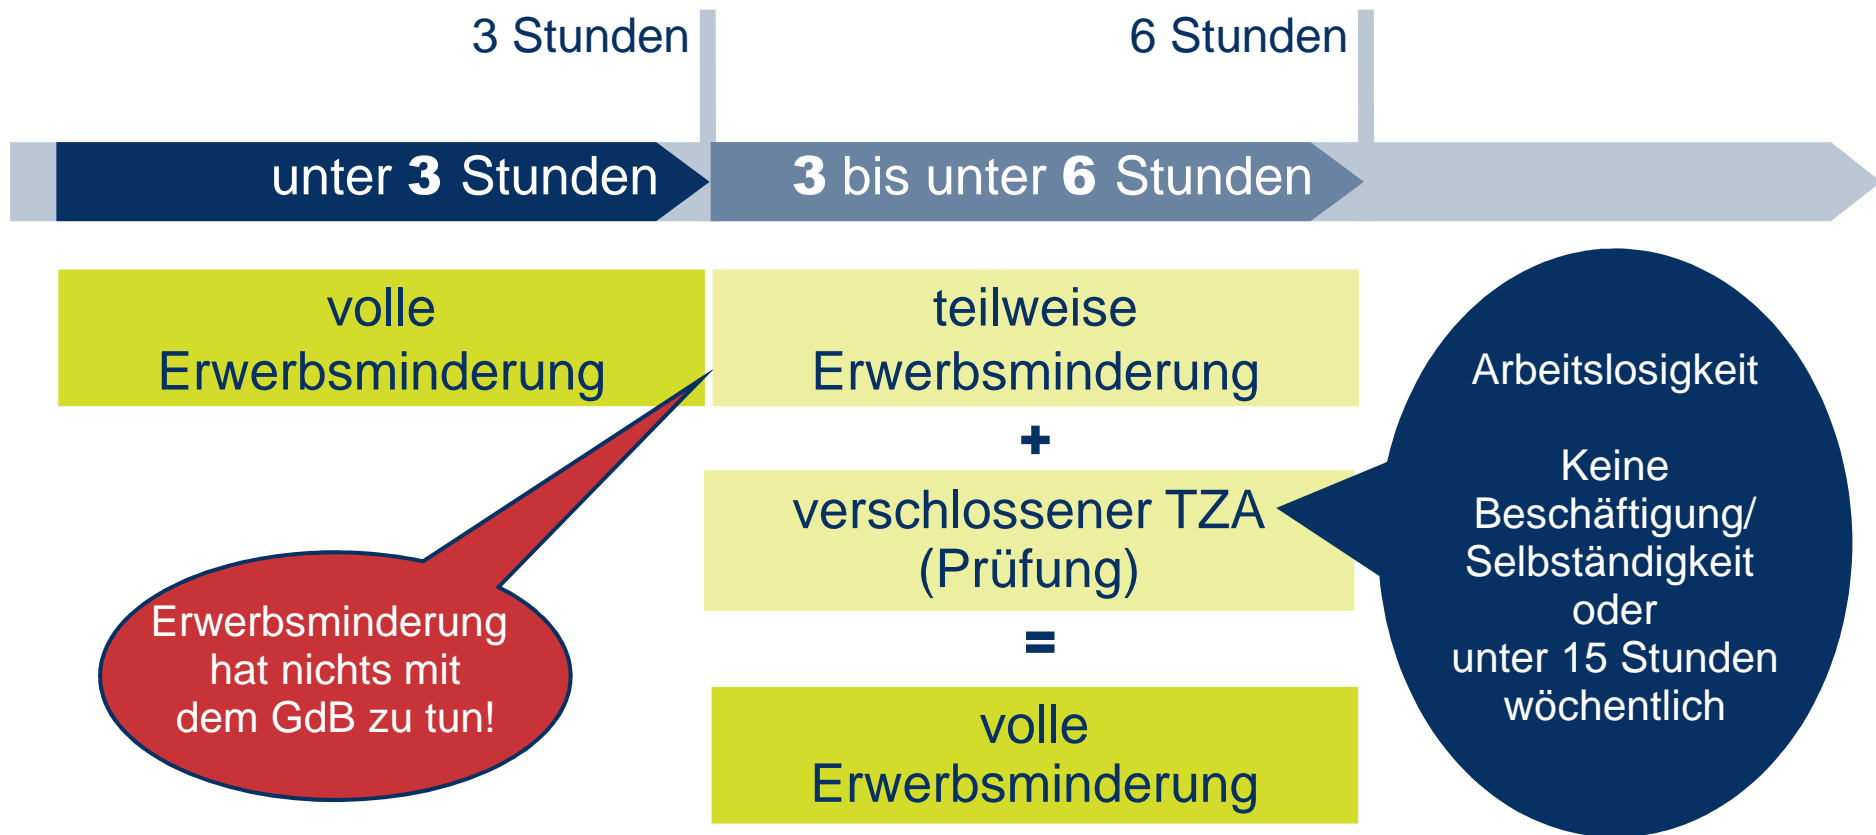 3 Stunden
6 Stunden
unter 3 Stunden
3 bis unter 6 Stunden
volle
Erwerbsminderung
teilweise
Erwerbsminderung
+
verschlossener TZA
(Prüfung)
=
volle
Erwerbsminderung
Erwerbsminderung
hat nichts mit
dem GdB zu tun!
Arbeitslosigkeit
Keine
Beschäftigung/
Selbständigkeit
oder
unter 15 Stunden
wöchentlich